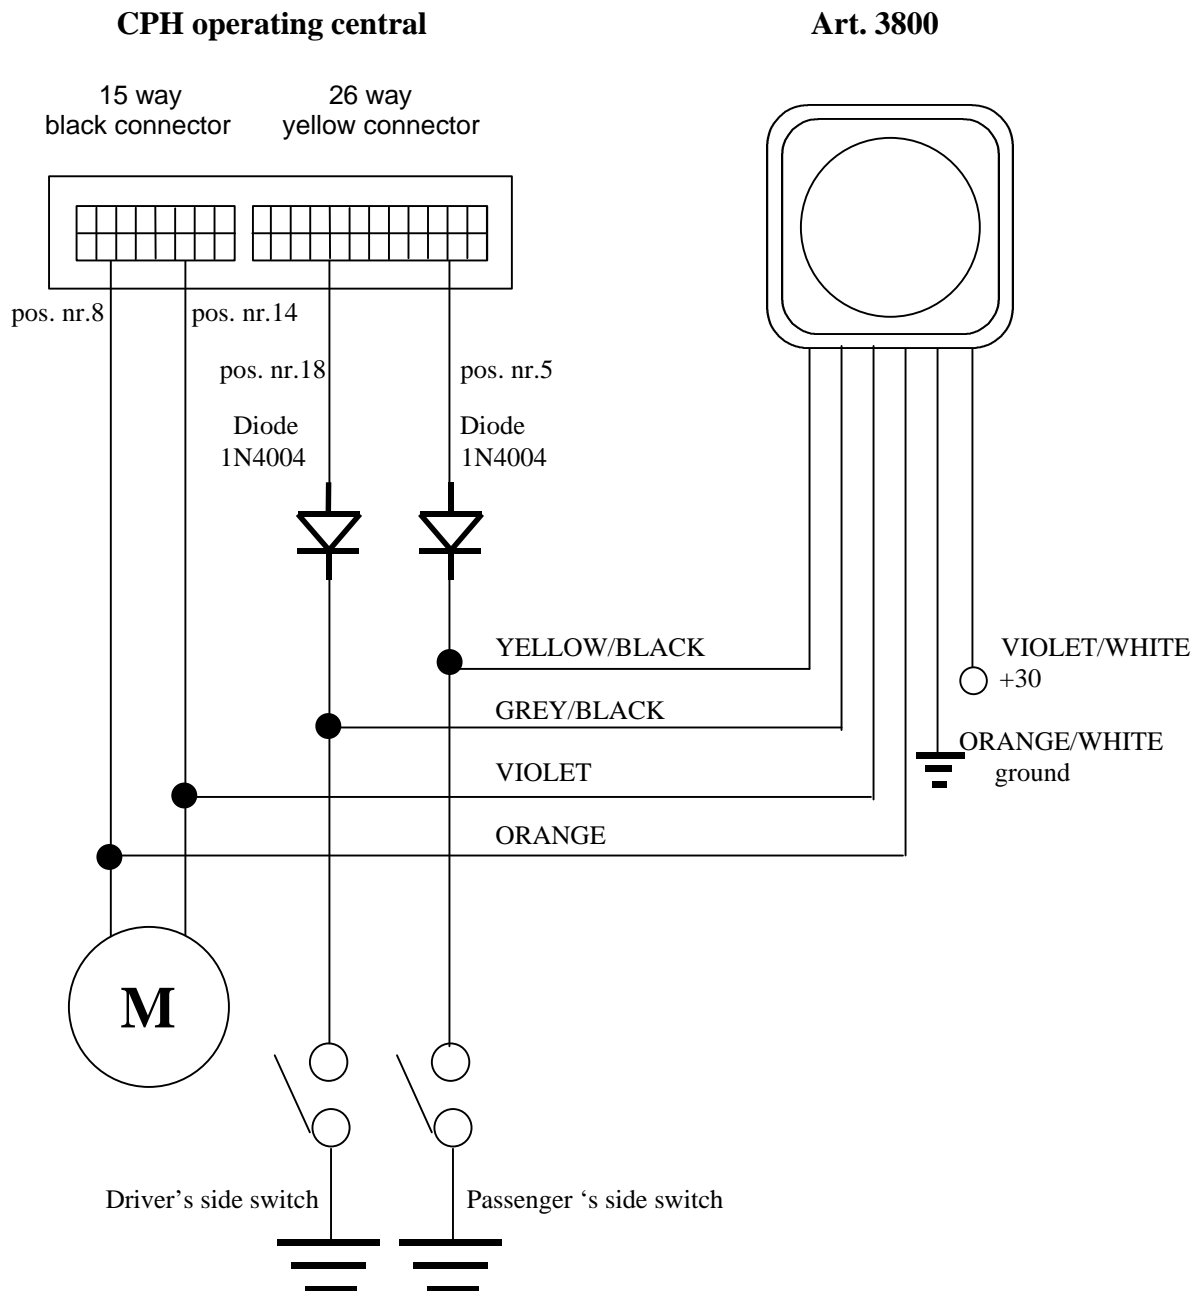 CPH operating central
Art. 3800
15 way
black connector
26 way
yellow connector
pos. nr.8
pos. nr.14
pos. nr.18
pos. nr.5
Diode
1N4004
Diode
1N4004
YELLOW/BLACK
VIOLET/WHITE
+30
GREY/BLACK
ORANGE/WHITE
ground
VIOLET
ORANGE
M
Driver’s side switch
Passenger ‘s side switch